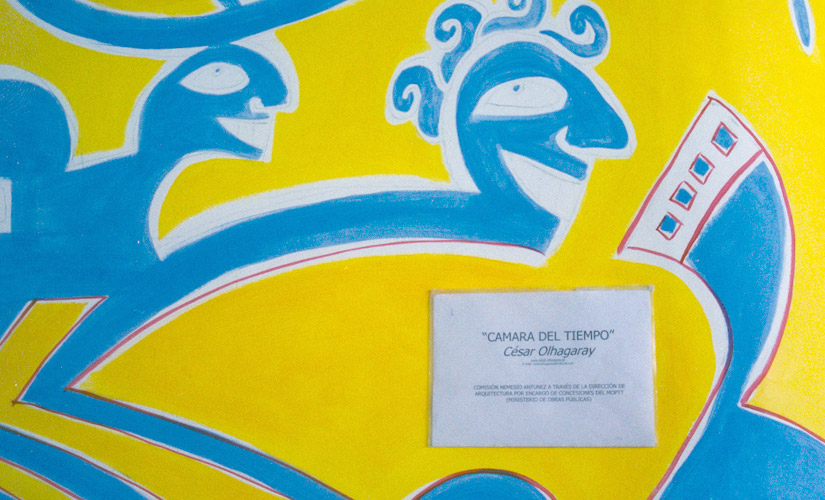 "CAMARA DEL TIEMPO"
César Olhagaray
COMISIÓN NEMESIO ANTÚNEZ A TRAVÉS DE LA DIRECCIÓN DE
ARQUITECTURA POR ENCARGO DE CONCESIONES DEL MOPTT
(MINISTERIO DE OBRAS PÚBLICAS)